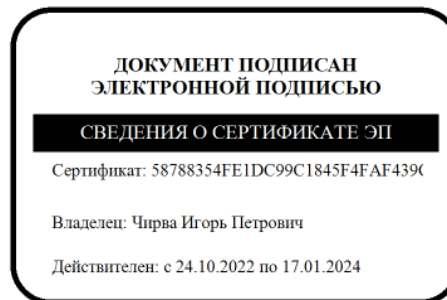 ДОКУМЕНТ ПОДПИСАН
ЭЛЕКТРОННОЙ ПОДПИСЬЮ
СВЕДЕНИЯ О СЕРТИФИКАТЕ ЭП
Сертификат: 58788354FE1DC99C1845F4FAF439
Владелец: Чирва Игорь Петрович
Действителен: с 24.10.2022 по 17.01.2024